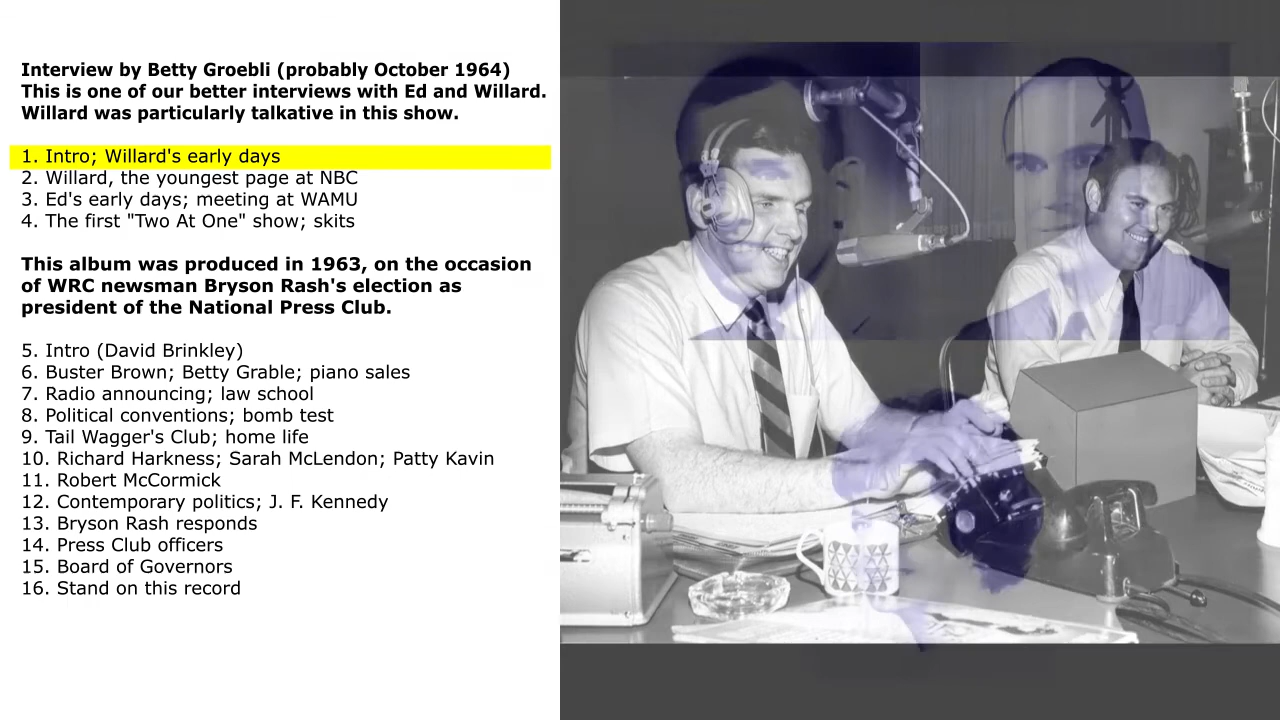 Interview by Betty Groebli (probably October 1964)
This is one of our better interviews with Ed and Willard.
Willard was particularly talkative in this show.
1. Intro; Willard's early days
2. Willard, the youngest page at NBC
3. Ed's early days; meeting at WAMU
4. The first "Two At One" show; skits
This album was produced in 1963, on the occasion
of WRC newsman Bryson Rash's election as
president of the National Press Club.
5. Intro (David Brinkley)
6. Buster Brown; Betty Grable; piano sales
7. Radio announcing; law school
8. Political conventions; bomb test
9. Tail Wagger's Club; home life
10. Richard Harkness; Sarah McLendon; Patty Kavin
11. Robert McCormick
12. Contemporary politics; J. F. Kennedy
13. Bryson Rash responds
14. Press Club officers
15. Board of Governors
16. Stand on this record